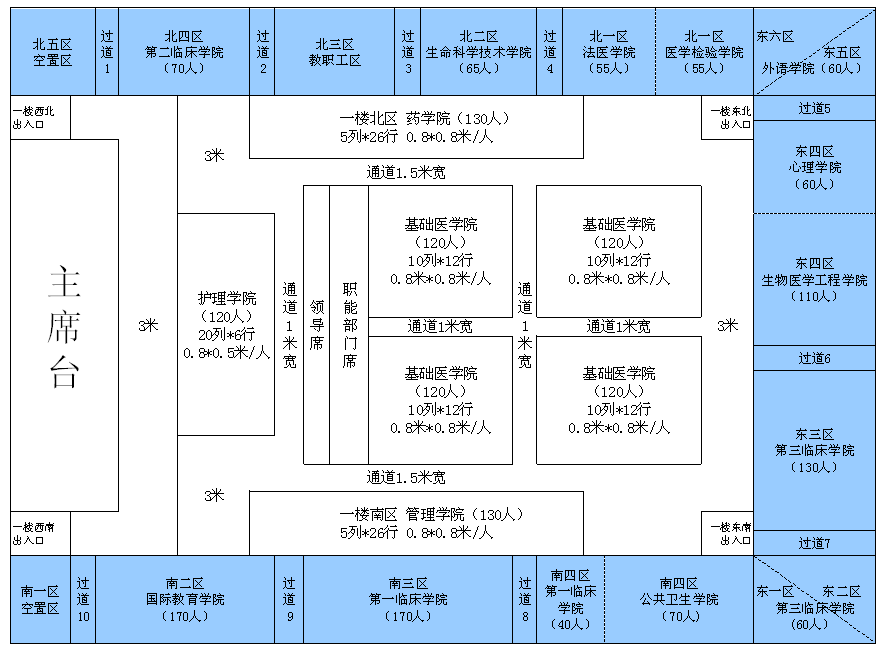 北五区
空置区
过道1
北四区
第二临床学院
(70人)
过道2
北三区
教职工区
过道3
北二区
生命科学技术学院
(65人)
过道4
北一区
法医学院
(55人)
北一区
医学检验学院
(55人)
东六区
东五区
外语学院(60人)
一楼西北
出入口
一楼北区 药学院(130人)
5列*26行 0.8*0.8米/人
一楼东北
出入口
过道5
3米
通道1.5米宽
东四区
心理学院
(60人)
主席台
3米
护理学院
(120人)
20列*6行
0.8*0.5米/人
通道1米宽
领导席
职能部门席
基础医学院
(120人)
10列*12行
0.8米*0.8米/人
通道1米宽
基础医学院
(120人)
10列*12行
0.8米*0.8米/人
通道1米宽
通道1米宽
3米
东四区
生物医学工程学院
(110人)
过道6
基础医学院
(120人)
10列*12行
0.8米*0.8米/人
基础医学院
(120人)
10列*12行
0.8米*0.8米/人
东三区
第三临床学院
(130人)
通道1.5米宽
3米
一楼西南
出入口
一楼南区 管理学院(130人)
5列*26行 0.8*0.8米/人
一楼东南
出入口
过道7
南一区
空置区
过道10
南二区
国际教育学院
(170人)
过道9
南三区
第一临床学院
(170人)
过道8
南四区
第一临床
学院
(40人)
南四区
公共卫生学院
(70人)
东一区
东二区
第三临床学院
(60人)